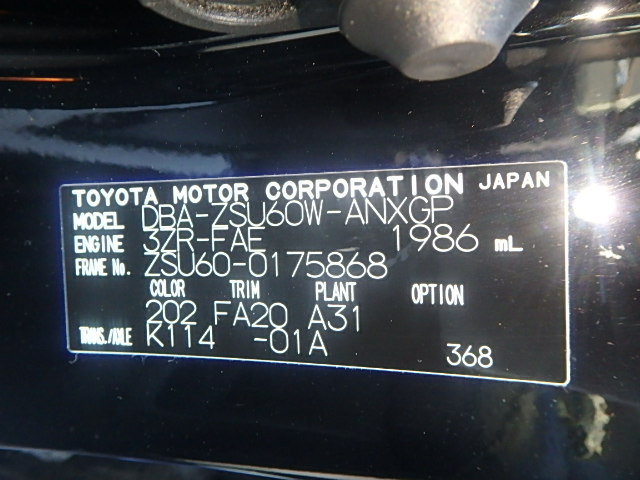 TOYOTA MOTOR CORPORATION JAPAN
MODEL DBA-ZSU60W-ANXGP
ENGINE 3ZR-FAE 1986 mL
FRAME No. ZSU60-0175868
COLOR TRIM PLANT OPTION
202 FA20 A31
TRANS./AXLE K114 -01A
368